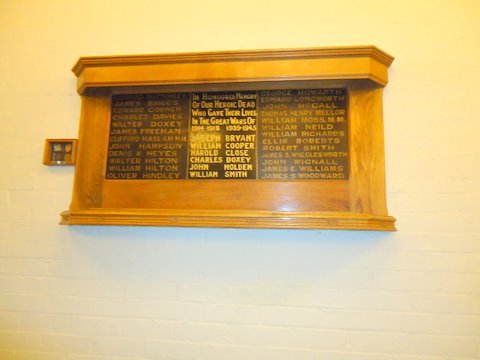 JAMES BRIGGS
EDWARD CORNER
CHARLES DAVIES
WALTER DOXEY
JAMES FREEMAN
CLIFFORD HASLAM
JOHN HAMPSON
DENIS K HEYES
WALTER HILTON
WILLIAM HILTON
OLIVER HINDLEY
IN HONOURED MEMORY
OF OUR HEROIC DEAD
WHO GAVE THEIR LIVES
IN THE GREAT WARS OF
1914 1918 1939-1945
JOSEPH BRYANT
WILLIAM COOPER
HAROLD CLOSE
CHARLES DOXEY
JOHN HOLDEN
WILLIAM SMITH
GEORGE HOWARTH
EDWARD LONGWORTH
JOHN McCALL
THOMAS HENRY MELLOR
WILLIAM MOSS, M.M.
WILLIAM NEILD
WILLIAM RICHARDS
ELLIS ROBERTS
ROBERT SMITH
JAMES S WIGGLESWORTH
JOHN WIGNALL
JAMES E WILLIAMS
JAMES S WOODWARD